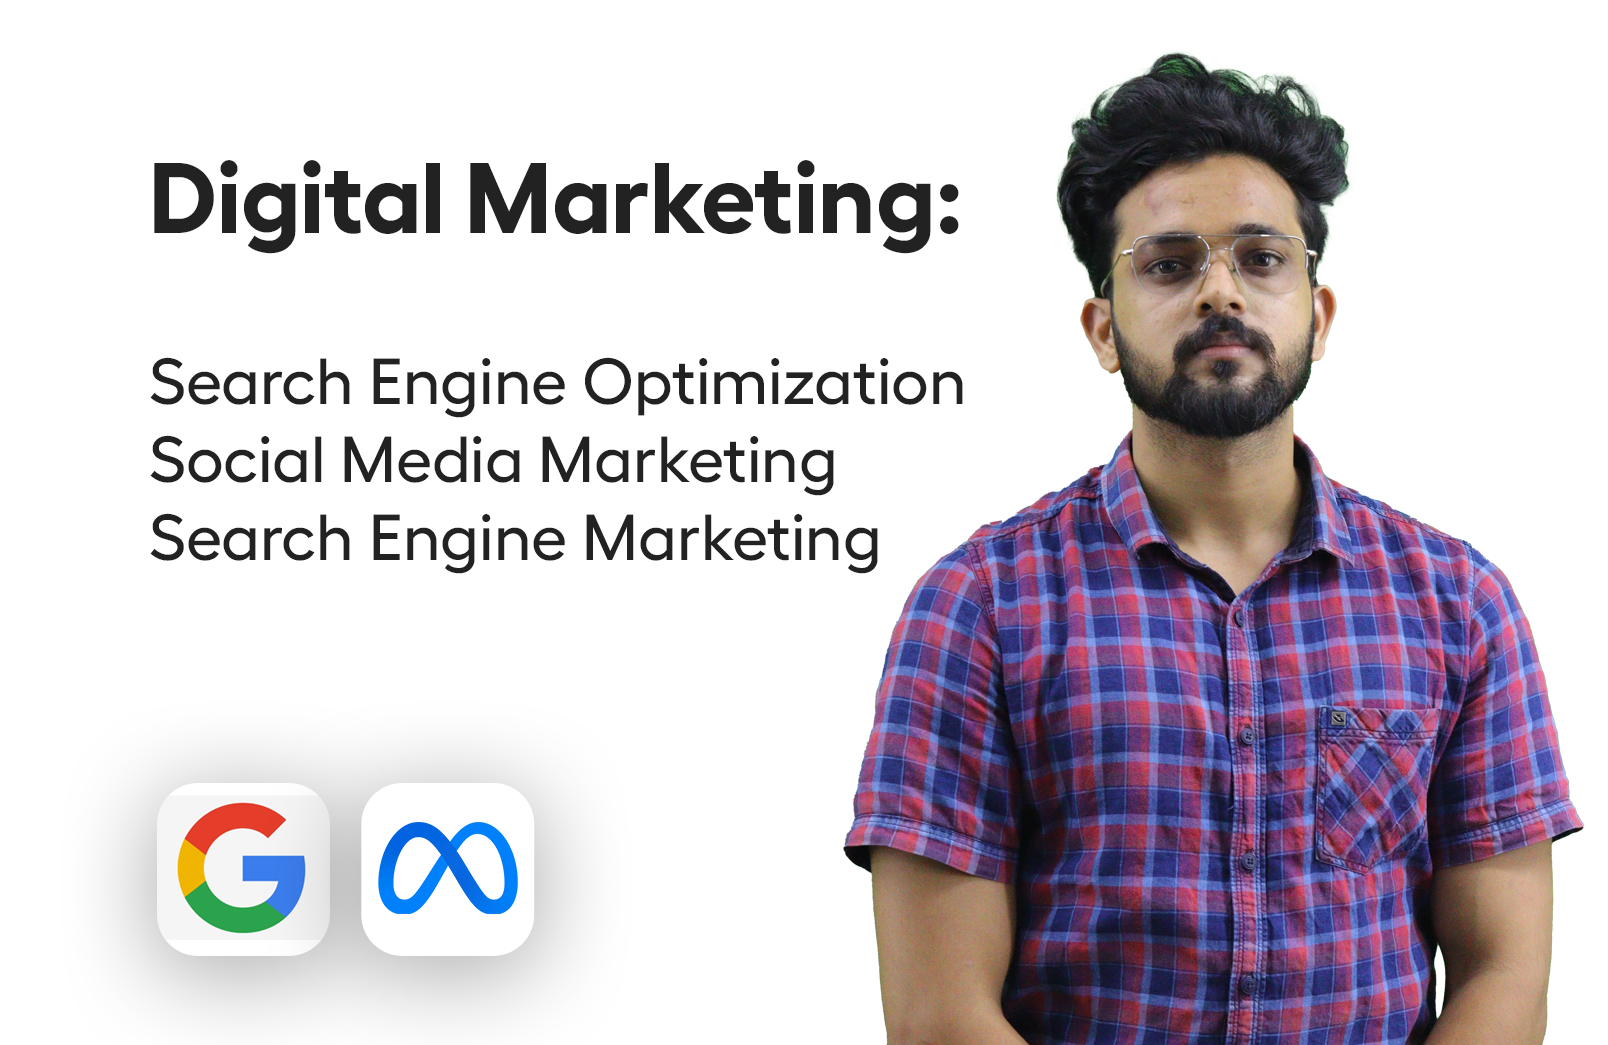 Digital Marketing:
Search Engine Optimization
Social Media Marketing
Search Engine Marketing